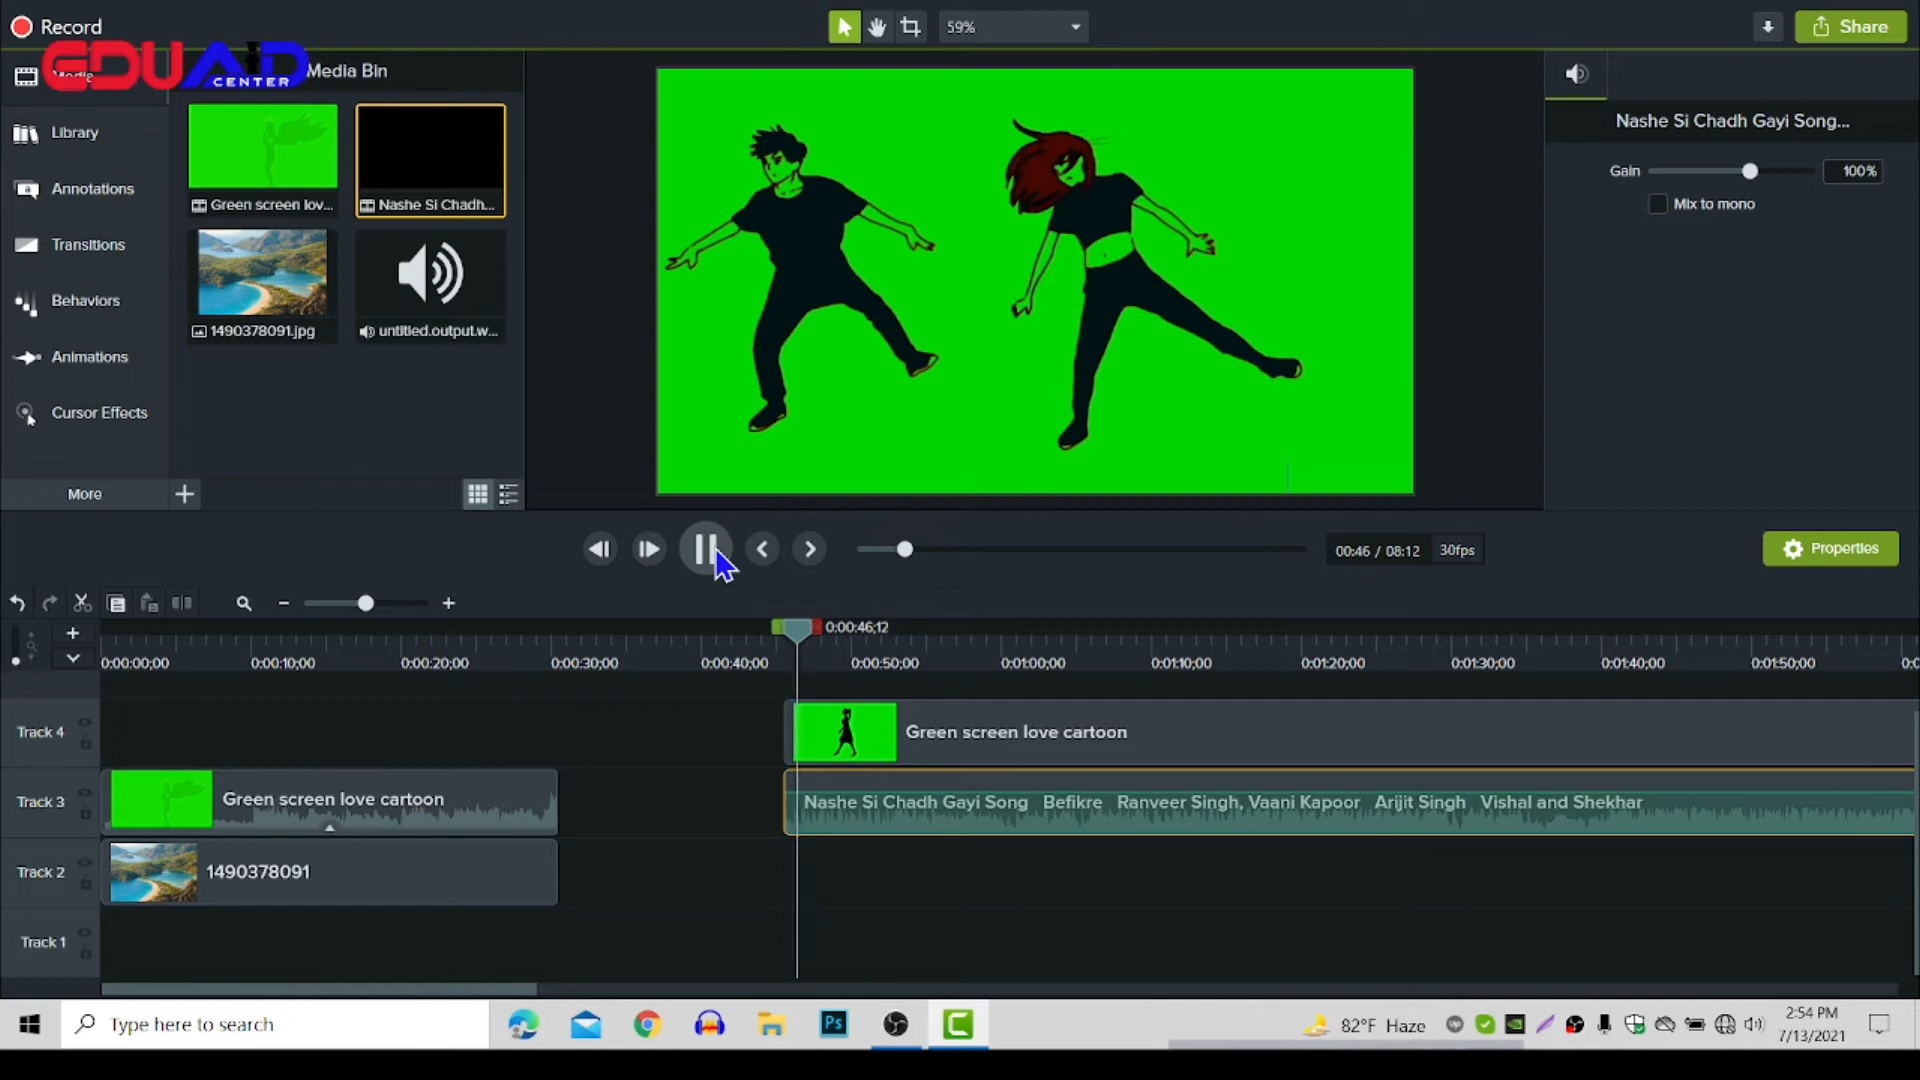 Record
59%
Share
EDUAID
CENTER
Media Bin
Library
Annotations
Transitions
Behaviors
Animations
Cursor Effects
More
Green screen lov...
Nashe Si Chadh...
1490378091.jpg
untitled.output.w...
Nashe Si Chadh Gayi Song...
Gain
100%
Mix to mono
00:46 / 08:12
30fps
Properties
0:00:46;12
0:00:00;00
0:00:10;00
0:00:20;00
0:00:30;00
0:00:40;00
0:00:50;00
0:01:00;00
0:01:10;00
0:01:20;00
0:01:30;00
0:01:40;00
0:01:50;00
Track 4
Green screen love cartoon
Track 3
Green screen love cartoon
Nashe Si Chadh Gayi Song Befikre Ranveer Singh, Vaani Kapoor Arijit Singh Vishal and Shekhar
Track 2
1490378091
Track 1
Type here to search
Ps
82°F Haze
2:54 PM
7/13/2021